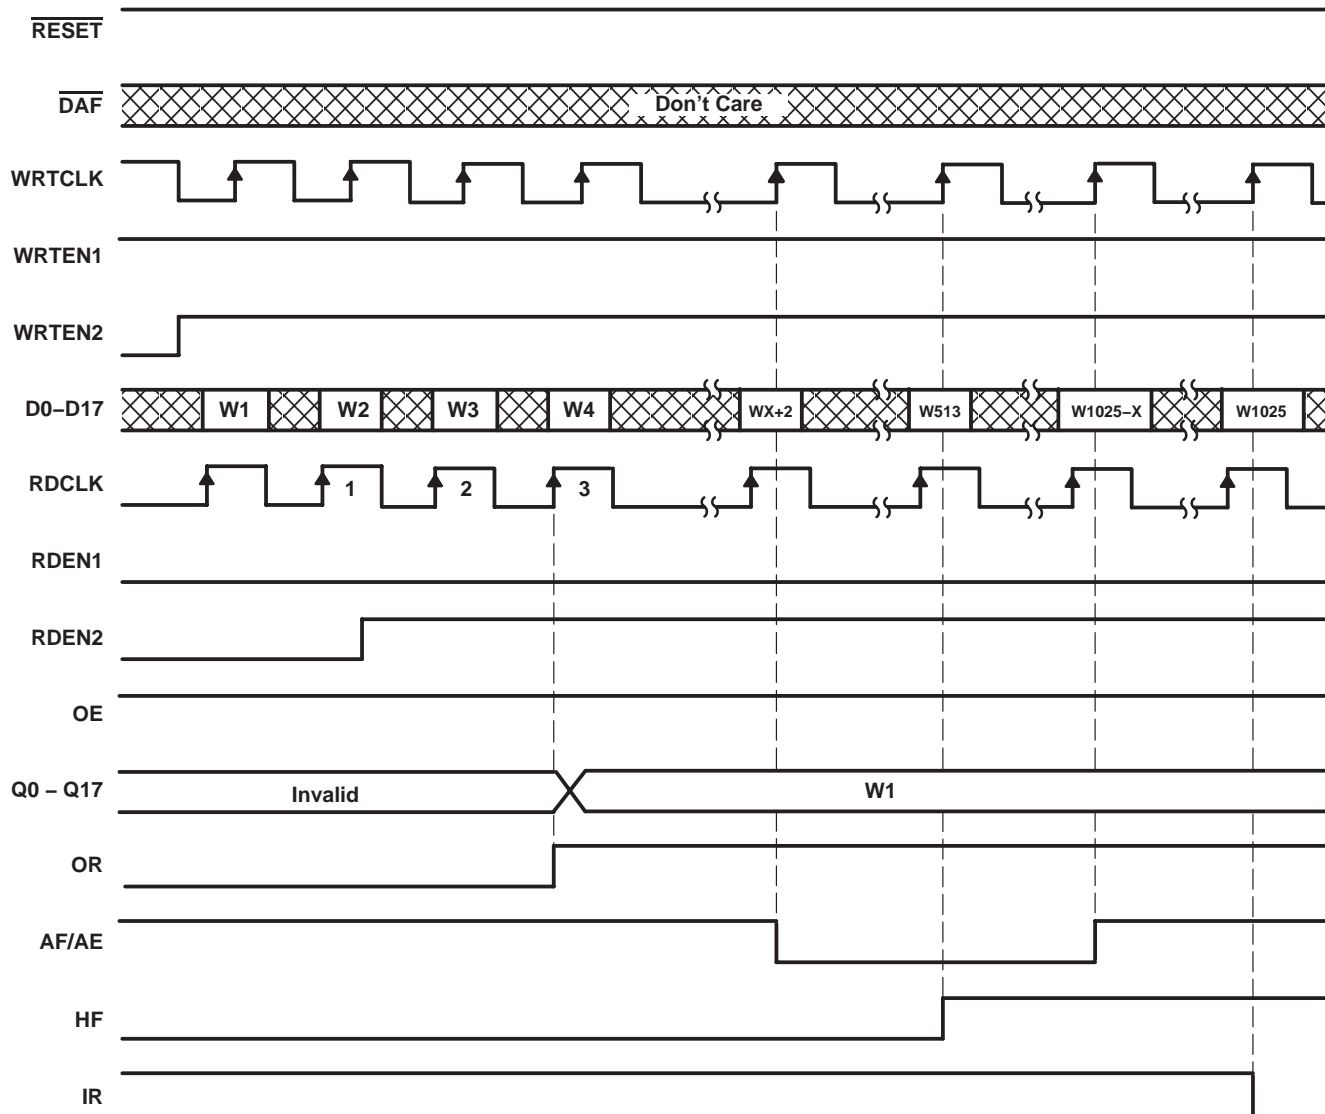 RESET
DAF Don't Care
WRTCLK
WRTEN1
WRTEN2
D0–D17 W1 W2 W3 W4 WX+2 W513 W1025–X W1025
RDCLK 1 2 3
RDEN1
RDEN2
OE
Q0 – Q17 Invalid W1
OR
AF/AE
HF
IR